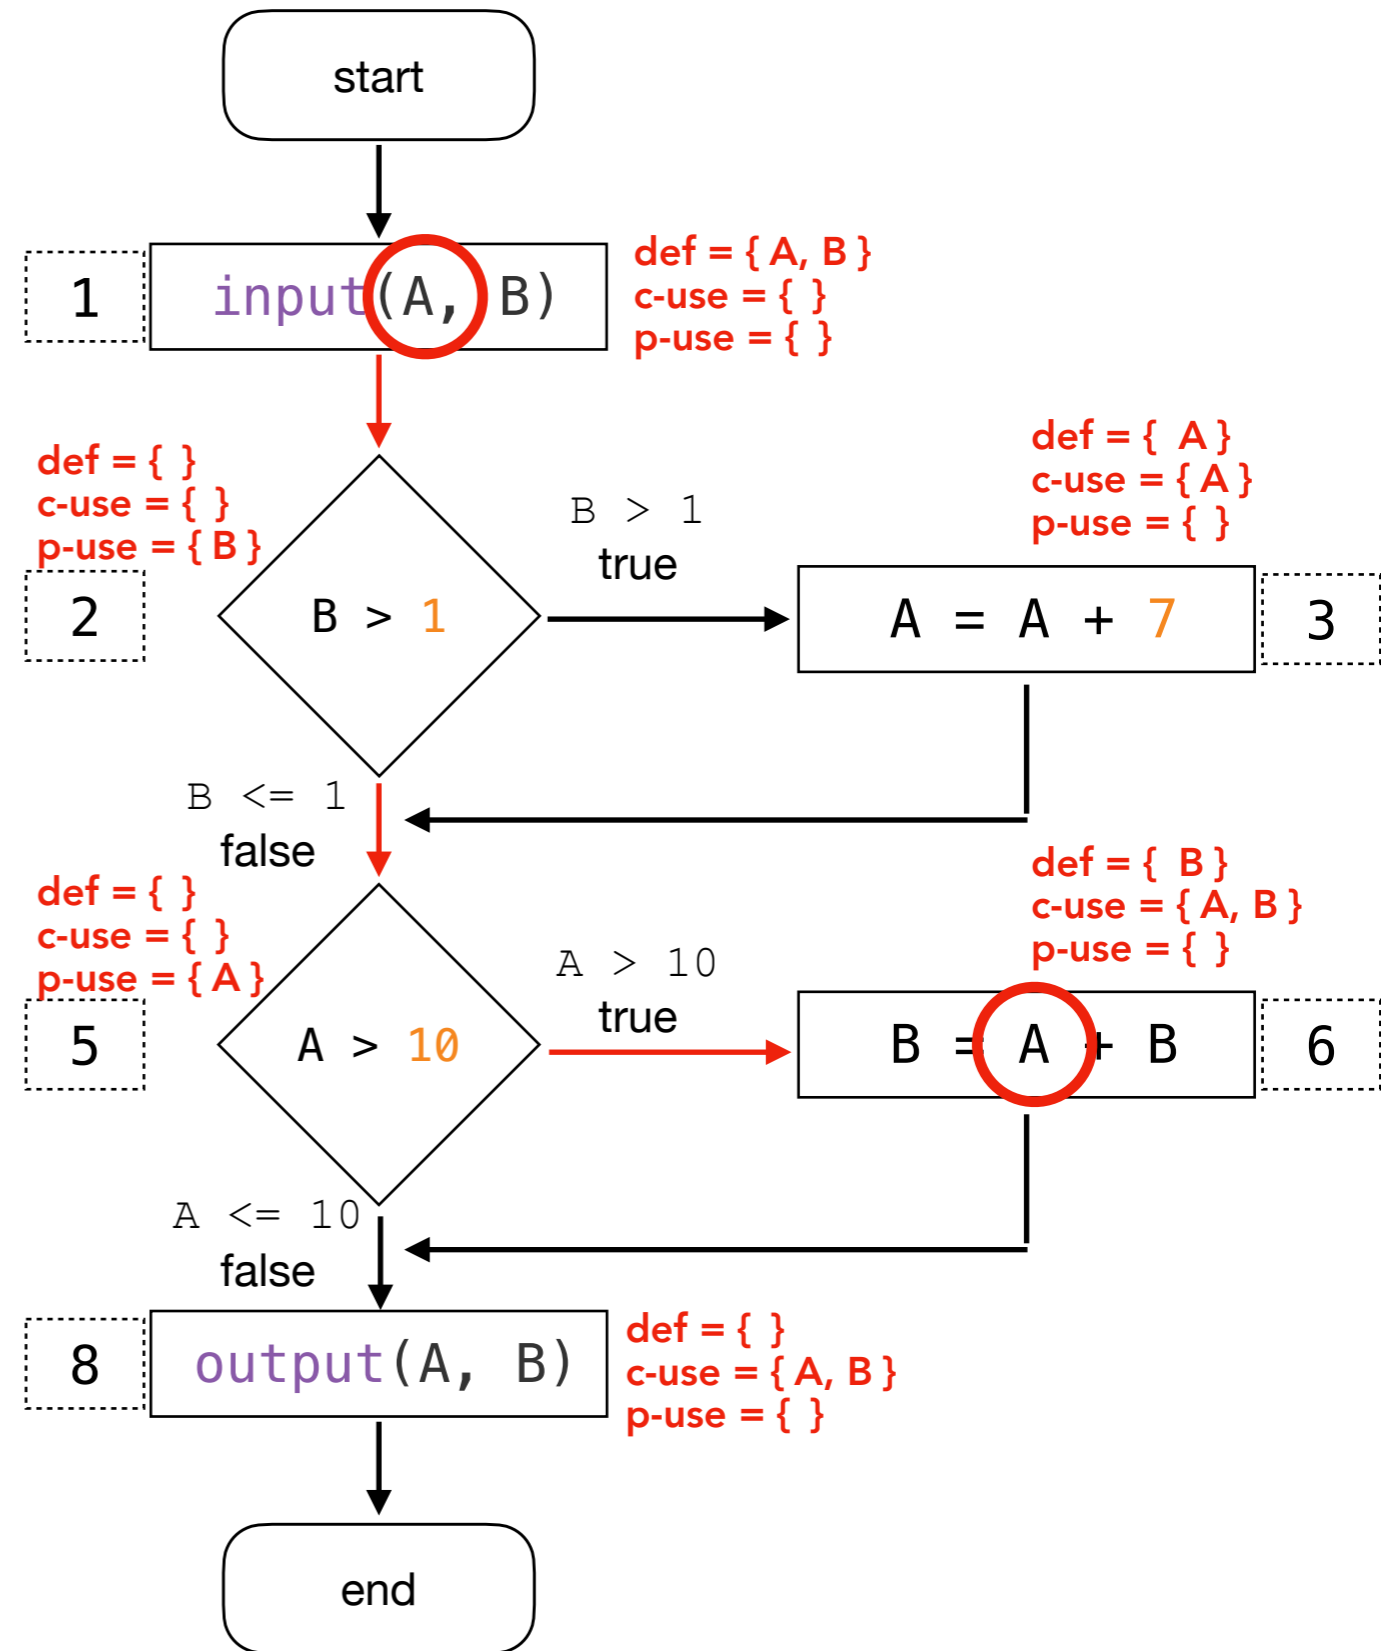 start
1
input(A, B)
def = { A, B }
c-use = { }
p-use = { }
def = { }
c-use = { }
p-use = { B }
2
B > 1
B > 1
true
def = { A }
c-use = { A }
p-use = { }
A = A + 7
3
B <= 1
false
def = { }
c-use = { }
p-use = { A }
5
A > 10
A > 10
true
def = { B }
c-use = { A, B }
p-use = { }
B = A + B
6
A <= 10
false
8
output(A, B)
def = { }
c-use = { A, B }
p-use = { }
end